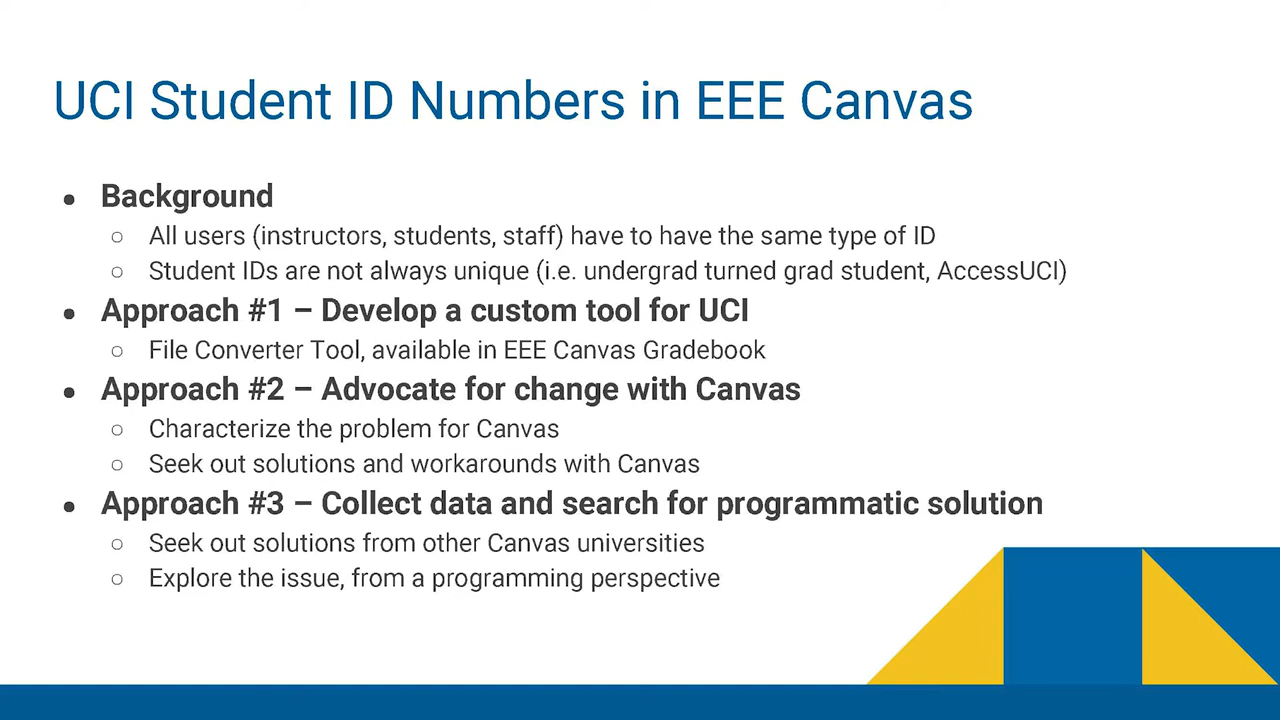 UCI Student ID Numbers in EEE Canvas
● Background
○ All users (instructors, students, staff) have to have the same type of ID
○ Student IDs are not always unique (i.e. undergrad turned grad student, AccessUCI)
● Approach #1 – Develop a custom tool for UCI
○ File Converter Tool, available in EEE Canvas Gradebook
● Approach #2 – Advocate for change with Canvas
○ Characterize the problem for Canvas
○ Seek out solutions and workarounds with Canvas
● Approach #3 – Collect data and search for programmatic solution
○ Seek out solutions from other Canvas universities
○ Explore the issue, from a programming perspective